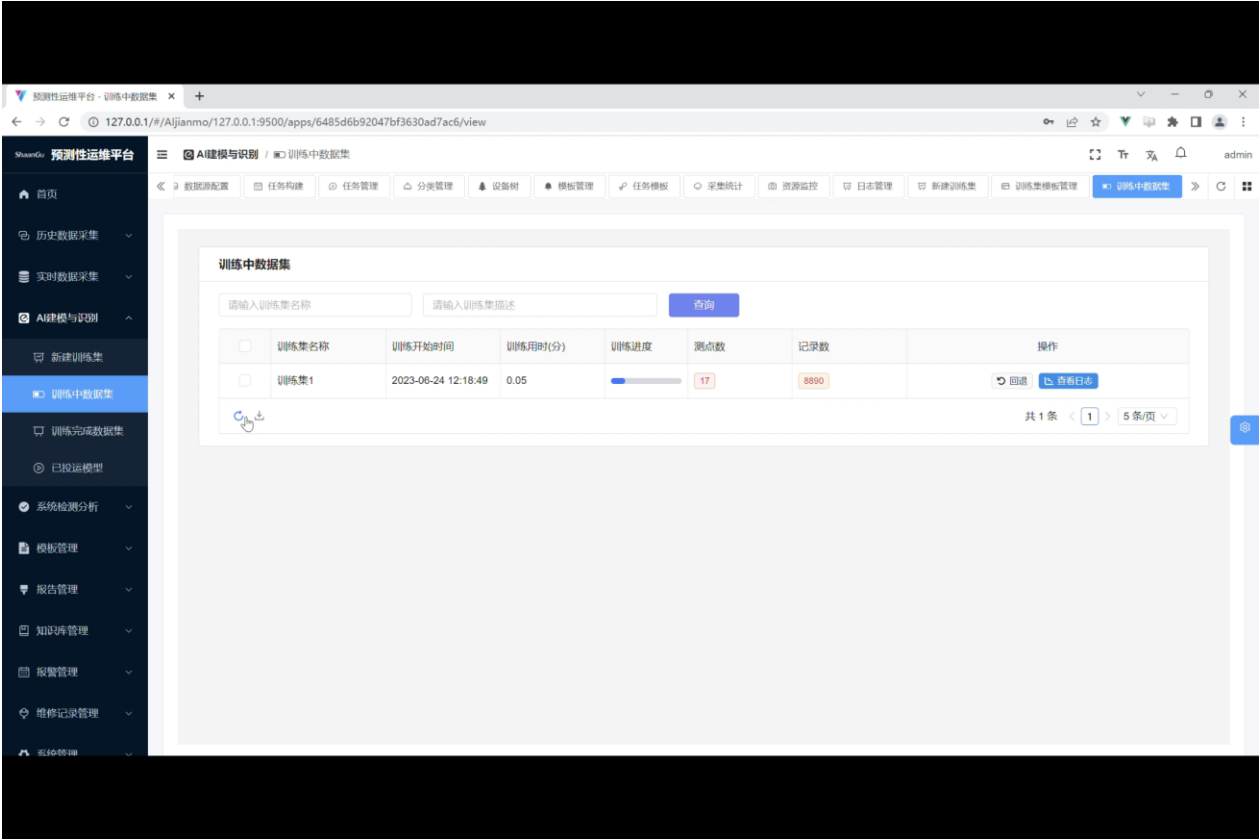 预测性运维平台 - 训练中数据集
127.0.0.1/#/AIjianmo/127.0.0.1:9500/apps/6485d6b92047bf3630ad7ac6/view
ShaanGu 预测性运维平台
AI建模与识别 / 训练中数据集
admin
数据源配置 任务构建 任务管理 分类管理 设备树 模板管理 任务模板 采集统计 资源监控 日志管理 新建训练集 训练集模板管理 训练中数据集
首页
历史数据采集
实时数据采集
AI建模与识别
新建训练集
训练中数据集
训练完成数据集
已投运模型
系统检测分析
模板管理
报告管理
知识库管理
报警管理
维修记录管理
系统管理
训练中数据集
请输入训练集名称 请输入训练集描述 查询
训练集名称 训练开始时间 训练用时(分) 训练进度 测点数 记录数 操作
训练集1 2023-06-24 12:18:49 0.05 17 8890 回退 查看日志
共 1 条 1 5 条/页